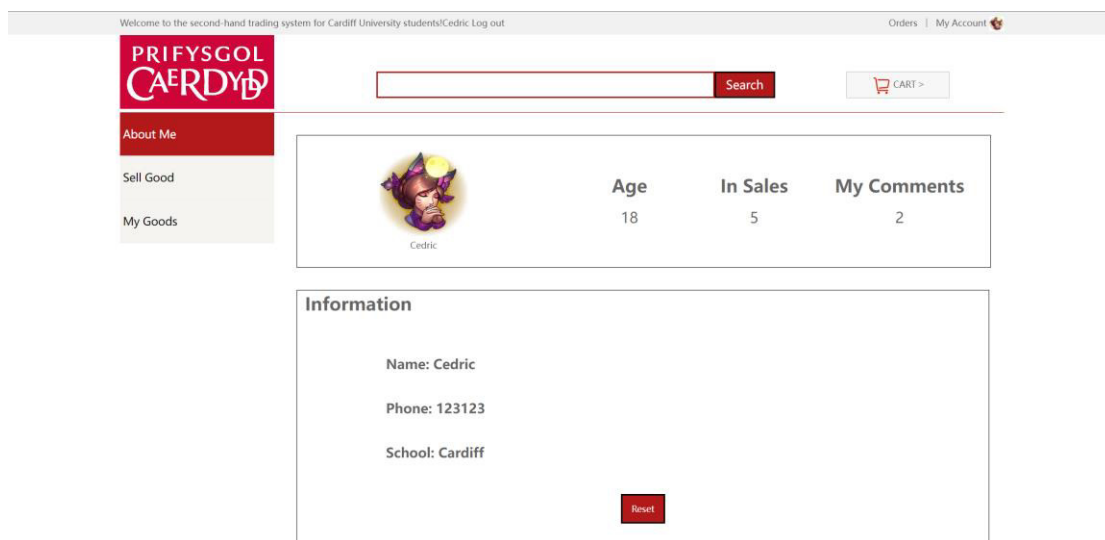 Welcome to the second-hand trading system for Cardiff University students!Cedric Log out
Orders | My Account
PRIFYSGOL
CAERDYDD
Search
CART >
About Me
Sell Good
My Goods
Cedric
Age
In Sales
My Comments
18
5
2
Information
Name: Cedric
Phone: 123123
School: Cardiff
Reset